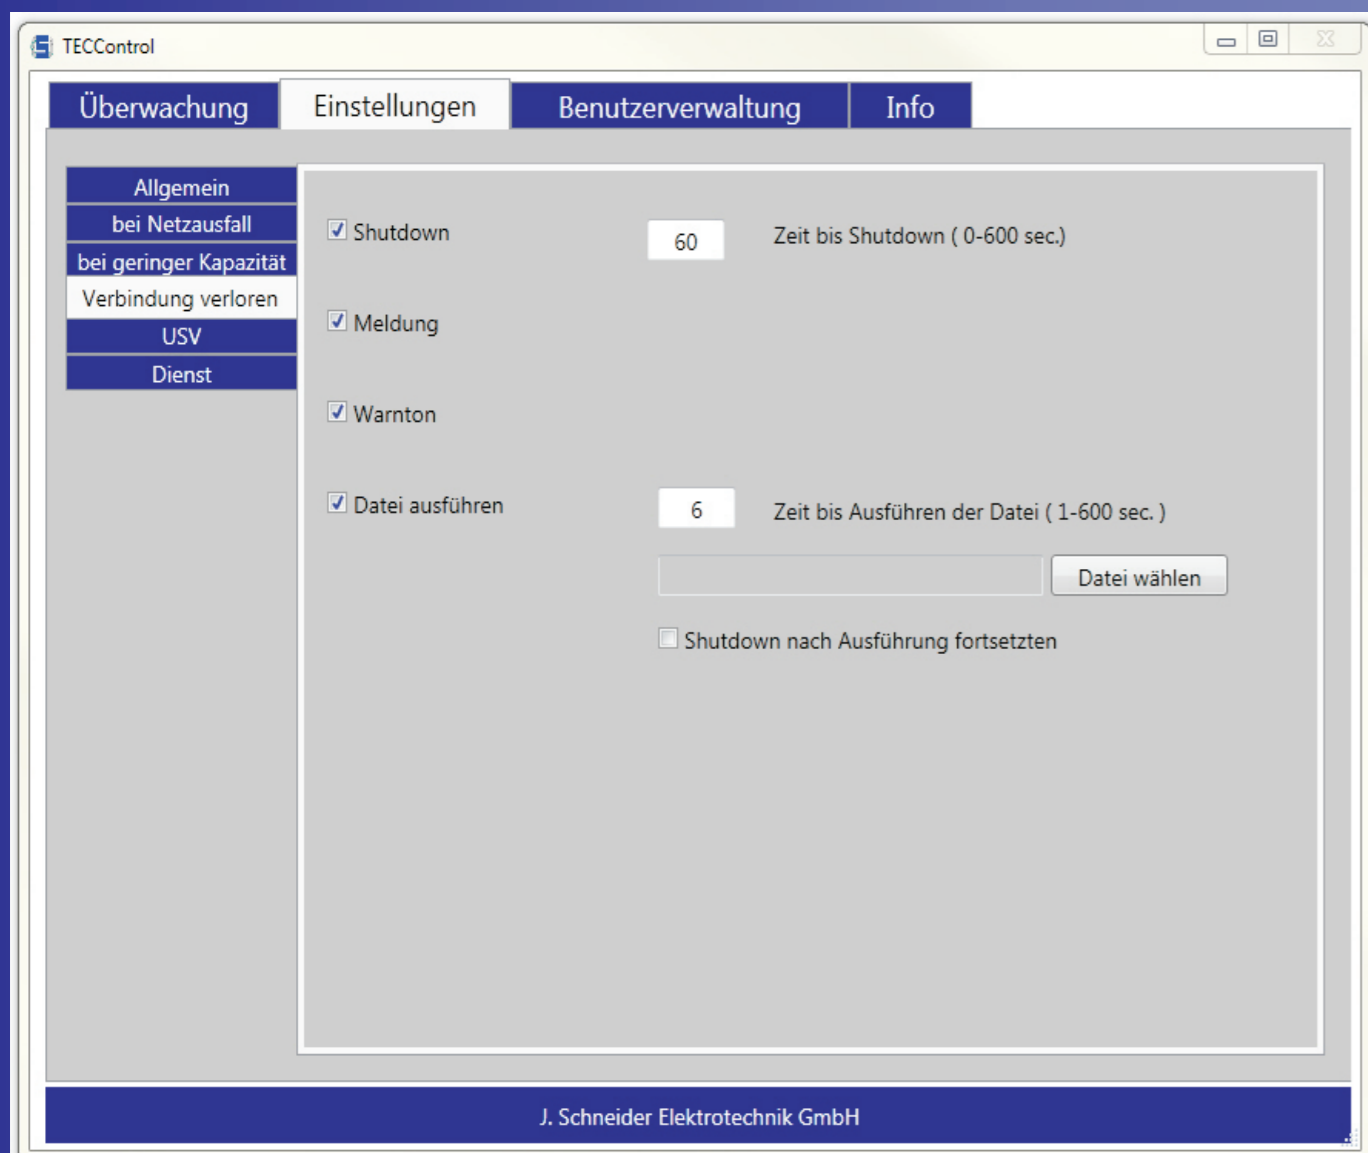 TECControl
Überwachung Einstellungen Benutzerverwaltung Info
Allgemein
bei Netzausfall
bei geringer Kapazität
Verbindung verloren
USV
Dienst
Shutdown 60 Zeit bis Shutdown ( 0-600 sec.)
Meldung
Warnton
Datei ausführen 6 Zeit bis Ausführen der Datei ( 1-600 sec. )
Datei wählen
Shutdown nach Ausführung fortsetzten
J. Schneider Elektrotechnik GmbH